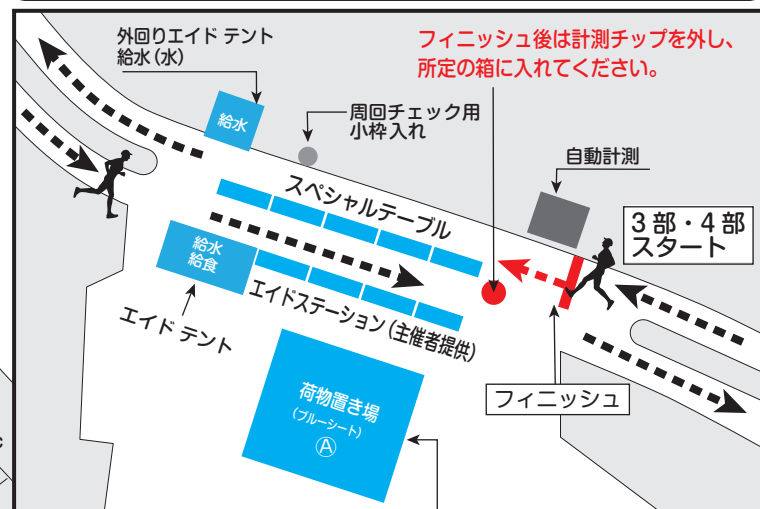 外回りエイド テント
給水(水)
フィニッシュ後は計測チップを外し、
所定の箱に入れてください。
給水
周回チェック用
小枠入れ
自動計測
スペシャルテーブル
3部・4部
スタート
給水
給食
エイドステーション(主催者提供)
エイド テント
荷物置き場
(ブルーシート)
Ⓐ
フィニッシュ